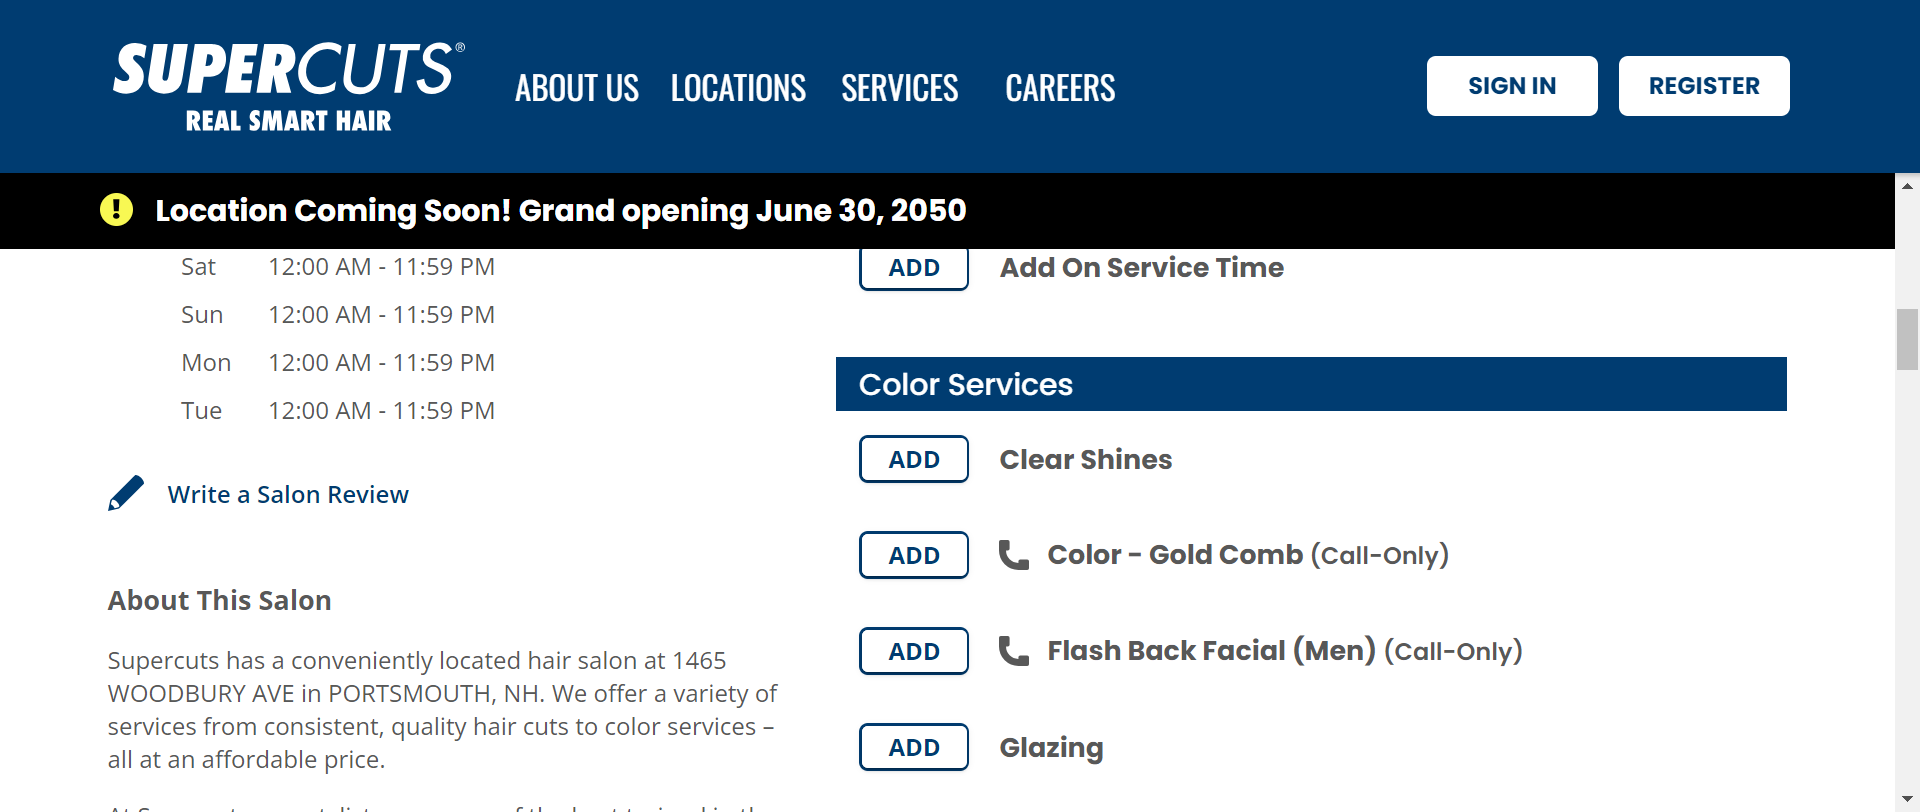 SUPERCUTS®
REAL SMART HAIR
ABOUT US LOCATIONS SERVICES CAREERS
SIGN IN REGISTER
Location Coming Soon! Grand opening June 30, 2050
Sat 12:00 AM - 11:59 PM
Sun 12:00 AM - 11:59 PM
Mon 12:00 AM - 11:59 PM
Tue 12:00 AM - 11:59 PM
Write a Salon Review
About This Salon
Supercuts has a conveniently located hair salon at 1465
WOODBURY AVE in PORTSMOUTH, NH. We offer a variety of
services from consistent, quality hair cuts to color services –
all at an affordable price.
ADD Add On Service Time
Color Services
ADD Clear Shines
ADD Color - Gold Comb (Call-Only)
ADD Flash Back Facial (Men) (Call-Only)
ADD Glazing